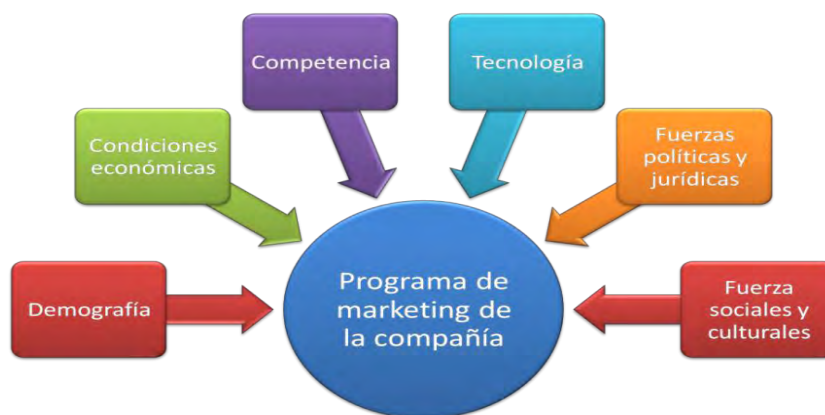 Competencia
Tecnología
Condiciones
económicas
Fuerzas
políticas y
jurídicas
Demografía
Programa de
marketing de
la compañía
Fuerza
sociales y
culturales